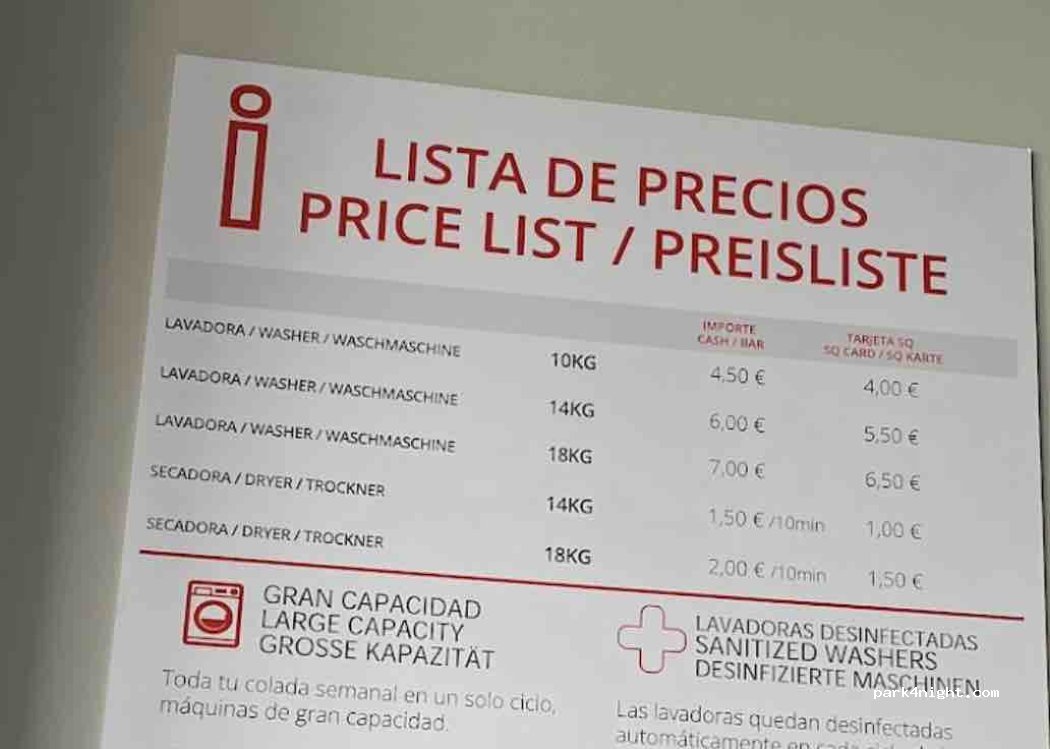 LISTA DE PRECIOS
PRICE LIST / PREISLISTE
IMPORTE TARJETA SQ
CASH / BAR SQ CARD / SQ KARTE
LAVADORA / WASHER / WASCHMASCHINE 10KG 4,50 € 4,00 €
LAVADORA / WASHER / WASCHMASCHINE 14KG 6,00 € 5,50 €
LAVADORA / WASHER / WASCHMASCHINE 18KG 7,00 € 6,50 €
SECADORA / DRYER / TROCKNER 14KG 1,50 € /10min 1,00 €
SECADORA / DRYER / TROCKNER 18KG 2,00 € /10min 1,50 €
GRAN CAPACIDAD
LARGE CAPACITY
GROSSE KAPAZITÄT
Toda tu colada semanal en un solo ciclo,
máquinas de gran capacidad.
LAVADORAS DESINFECTADAS
SANITIZED WASHERS
DESINFIZIERTE MASCHINEN
Las lavadoras quedan desinfectadas
automáticamente en cada
park4night.com